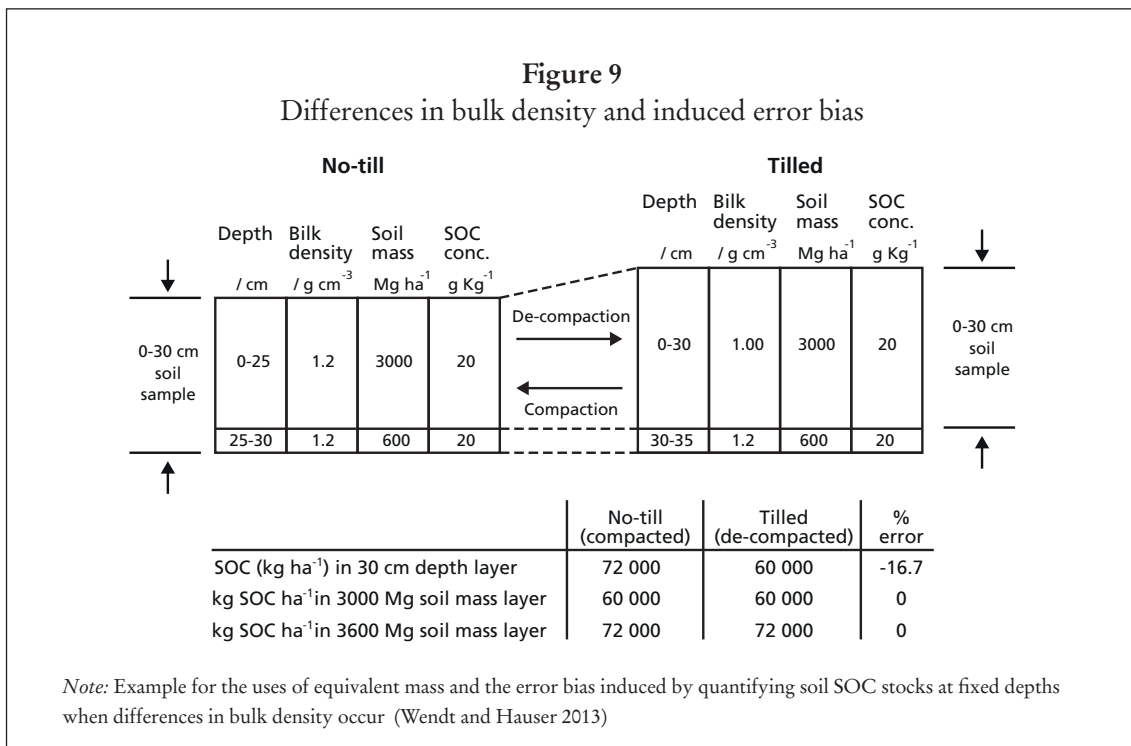 Figure 9
Differences in bulk density and induced error bias
No-till
Tilled
Depth Bilk density Soil mass SOC conc.
/ cm / g cm⁻³ Mg ha⁻¹ g Kg⁻¹
Depth Bilk density Soil mass SOC conc.
/ cm / g cm⁻³ Mg ha⁻¹ g Kg⁻¹
0-30 cm
soil
sample
0-25 1.2 3000 20
25-30 1.2 600 20
De-compaction
Compaction
0-30 1.00 3000 20
30-35 1.2 600 20
0-30 cm
soil
sample
No-till (compacted) Tilled (de-compacted) % error
SOC (kg ha⁻¹) in 30 cm depth layer 72 000 60 000 -16.7
kg SOC ha⁻¹in 3000 Mg soil mass layer 60 000 60 000 0
kg SOC ha⁻¹in 3600 Mg soil mass layer 72 000 72 000 0
Note: Example for the uses of equivalent mass and the error bias induced by quantifying soil SOC stocks at fixed depths
when differences in bulk density occur (Wendt and Hauser 2013)